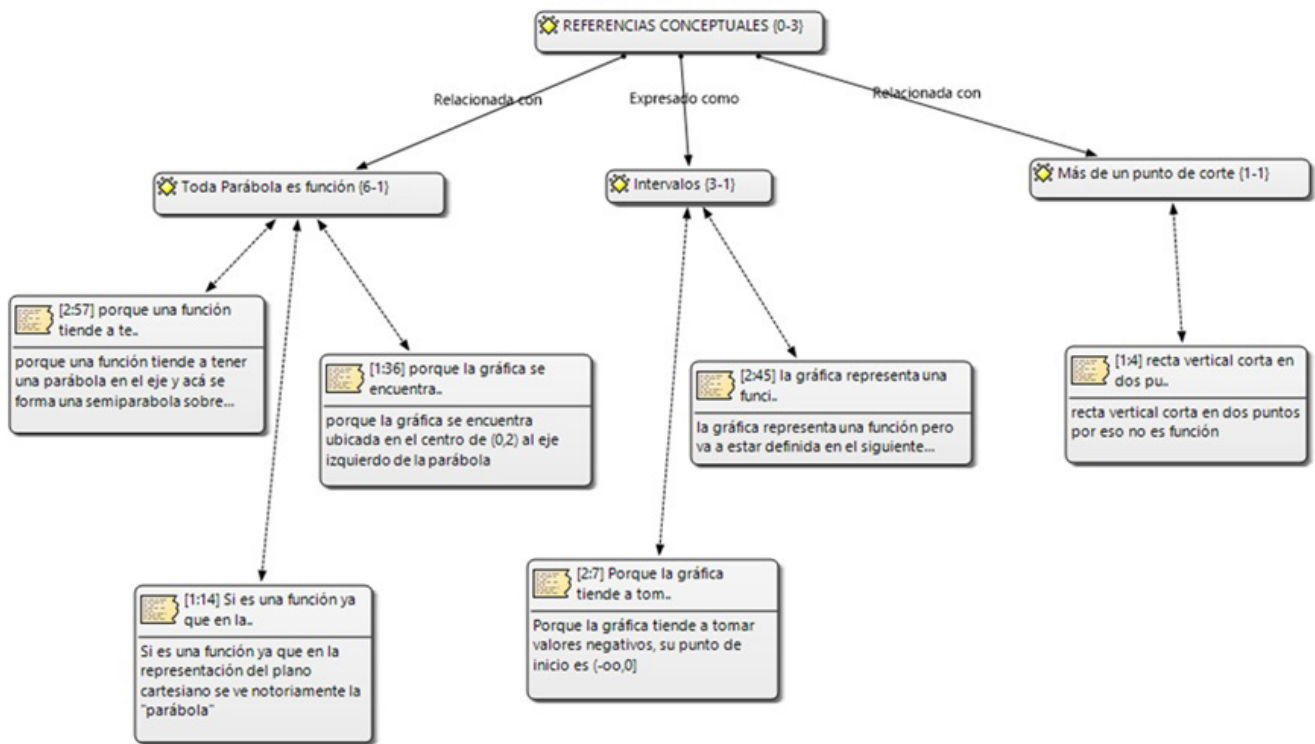 REFERENCIAS CONCEPTUALES {0-3}
Relacionada con
Expresado como
Relacionada con
Toda Parábola es función {6-1}
Intervalos {3-1}
Más de un punto de corte {1-1}
[2:57] porque una función
tiende a te..
porque una función tiende a tener
una parábola en el eje y acá se
forma una semiparabola sobre...
[1:36] porque la gráfica se
encuentra..
porque la gráfica se encuentra
ubicada en el centro de (0,2) al eje
izquierdo de la parábola
[2:45] la gráfica representa una
funci..
la gráfica representa una función pero
va a estar definida en el siguiente...
[1:4] recta vertical corta en
dos pu..
recta vertical corta en dos puntos
por eso no es función
[1:14] Si es una función ya
que en la..
Si es una función ya que en la
representación del plano
cartesiano se ve notoriamente la
"parábola"
[2:7] Porque la gráfica
tiende a tom..
Porque la gráfica tiende a tomar
valores negativos, su punto de
inicio es (-oo,0]